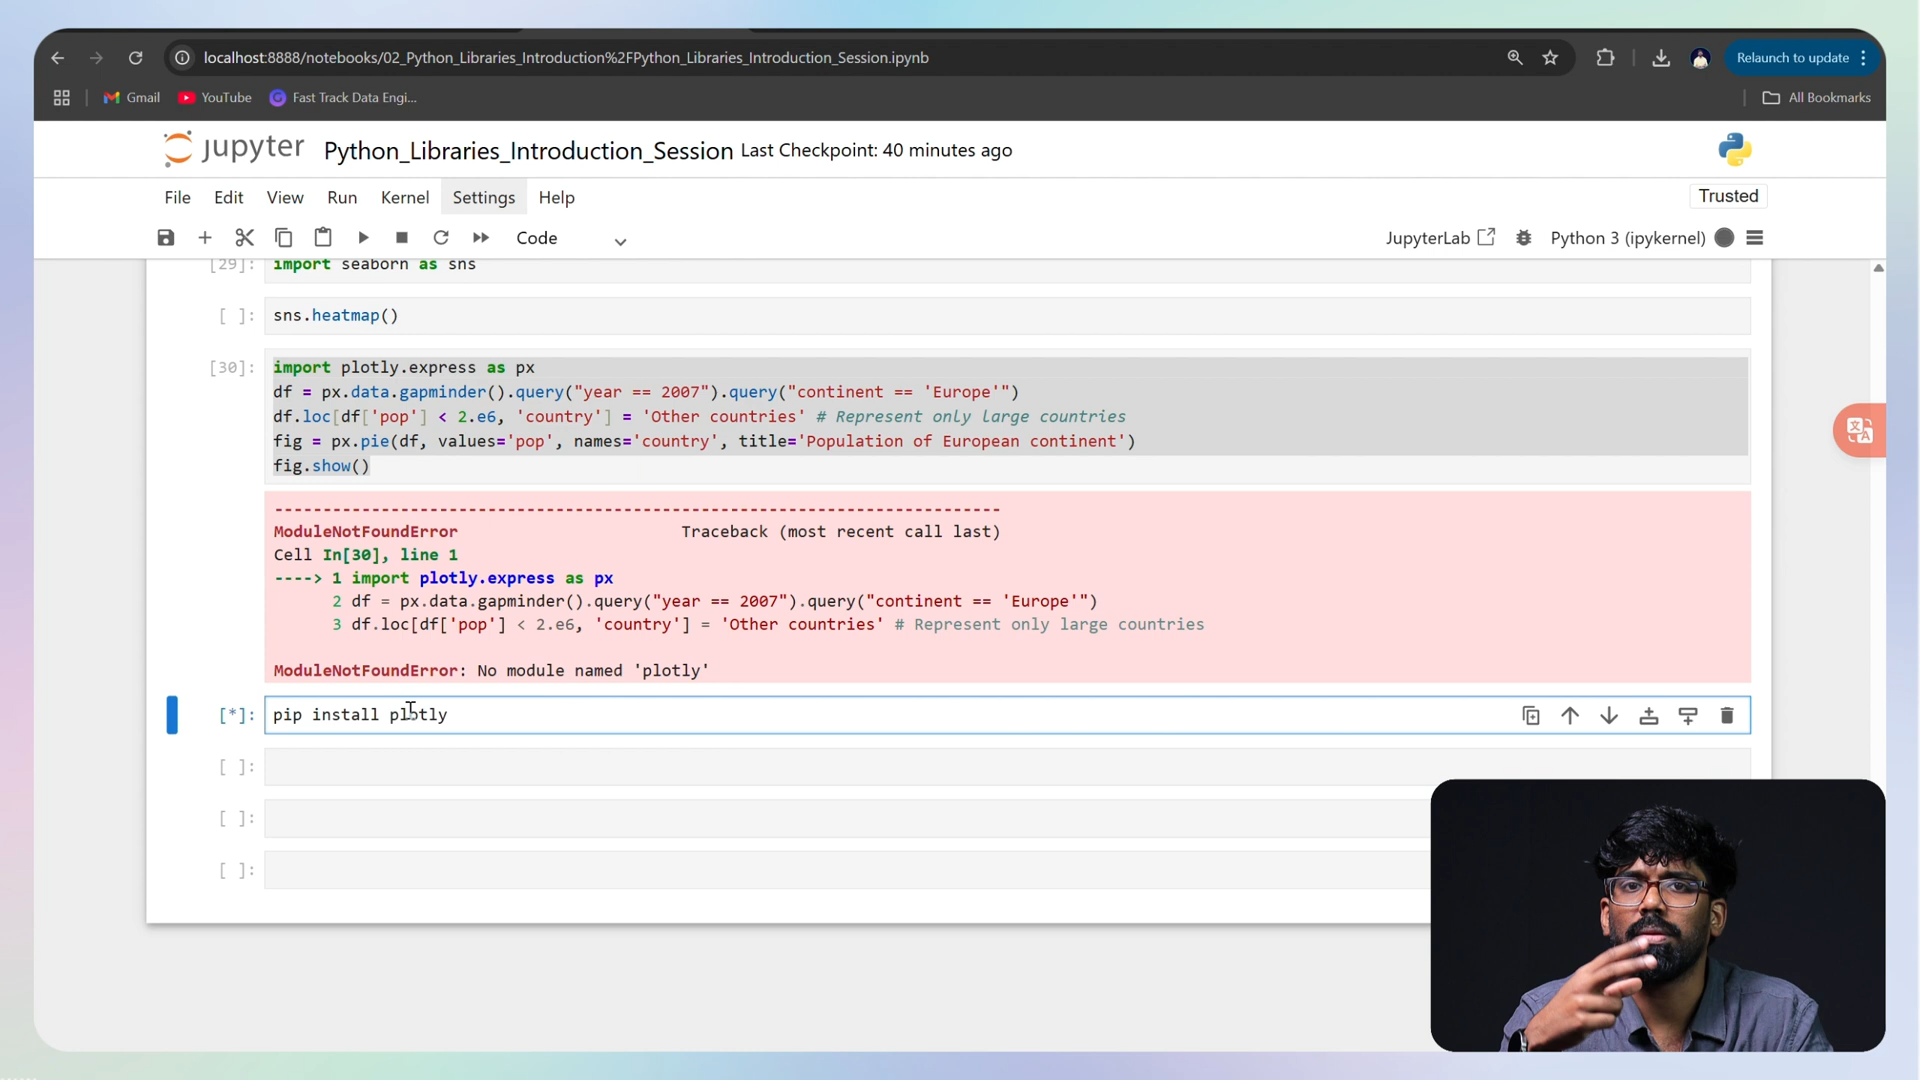 localhost:8888/notebooks/02_Python_Libraries_Introduction%2FPython_Libraries_Introduction_Session.ipynb
Relaunch to update
Gmail
YouTube
Fast Track Data Engi...
All Bookmarks
jupyter
Python_Libraries_Introduction_Session Last Checkpoint: 40 minutes ago
File Edit View Run Kernel Settings Help
Trusted
Code
JupyterLab
Python 3 (ipykernel)
[29]: import seaborn as sns
[ ]: sns.heatmap()
[30]: import plotly.express as px
df = px.data.gapminder().query("year == 2007").query("continent == 'Europe'")
df.loc[df['pop'] < 2.e6, 'country'] = 'Other countries' # Represent only large countries
fig = px.pie(df, values='pop', names='country', title='Population of European continent')
fig.show()
---------------------------------------------------------------------------
ModuleNotFoundError Traceback (most recent call last)
Cell In[30], line 1
----> 1 import plotly.express as px
2 df = px.data.gapminder().query("year == 2007").query("continent == 'Europe'")
3 df.loc[df['pop'] < 2.e6, 'country'] = 'Other countries' # Represent only large countries
ModuleNotFoundError: No module named 'plotly'
[*]: pip install plotly
[ ]:
[ ]:
[ ]: